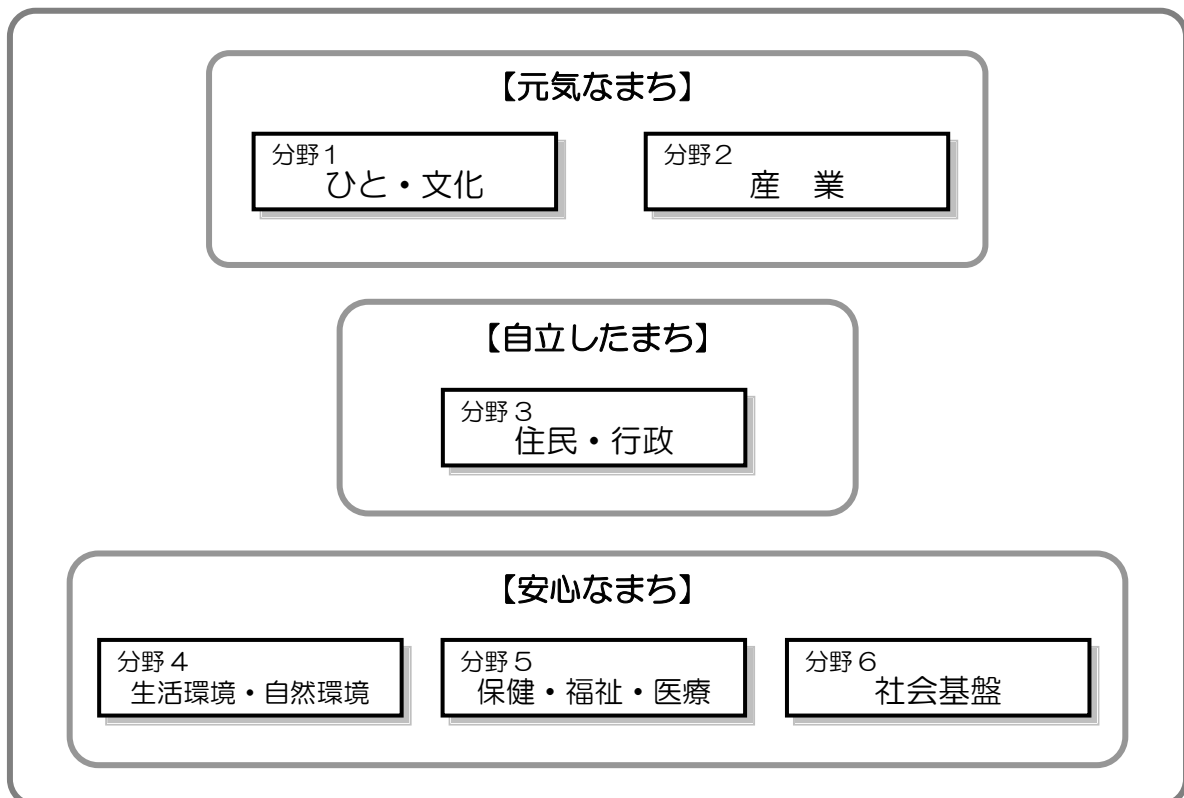 【元気なまち】
分野１
ひと・文化
分野２
産　業
【自立したまち】
分野３
住民・行政
【安心なまち】
分野４
生活環境・自然環境
分野５
保健・福祉・医療
分野６
社会基盤